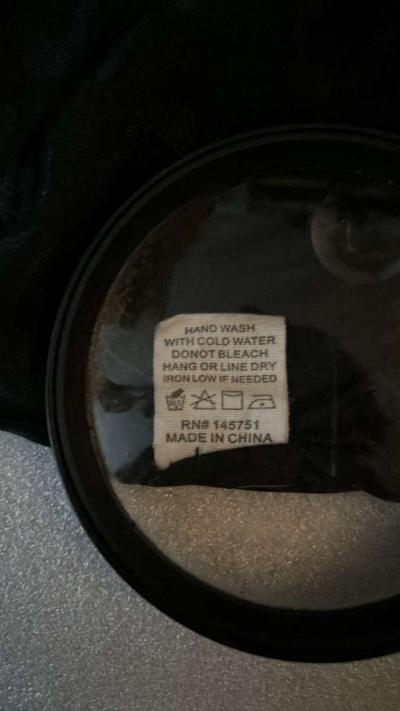 HAND WASH
WITH COLD WATER
DONOT BLEACH
HANG OR LINE DRY
IRON LOW IF NEEDED
RN# 145751
MADE IN CHINA